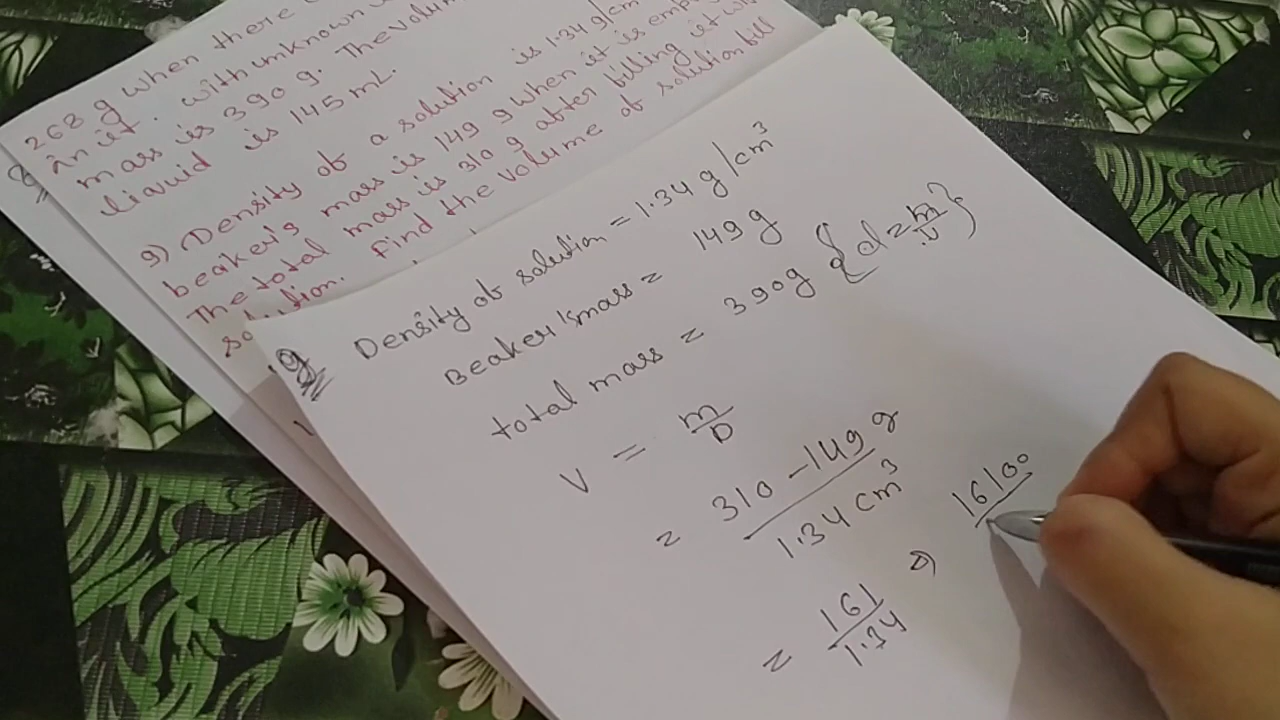 268 g when there
in it. with unknown
mass is 390 g. The volum
liquid is 145 mL.
9) Density of a solution is 1.34 g/cm
beaker's mass is 149 g when it is emp
The total mass is 310 g after filling it wi
solution. Find the volume of solution fill
9) Density of solution = 1.34 g/cm³
Beaker's mass = 149 g
total mass = 390g {d = m/v}
V = m/D
= 310 - 149 g / 1.34 cm³
= 161/1.34 ⇒ 16100